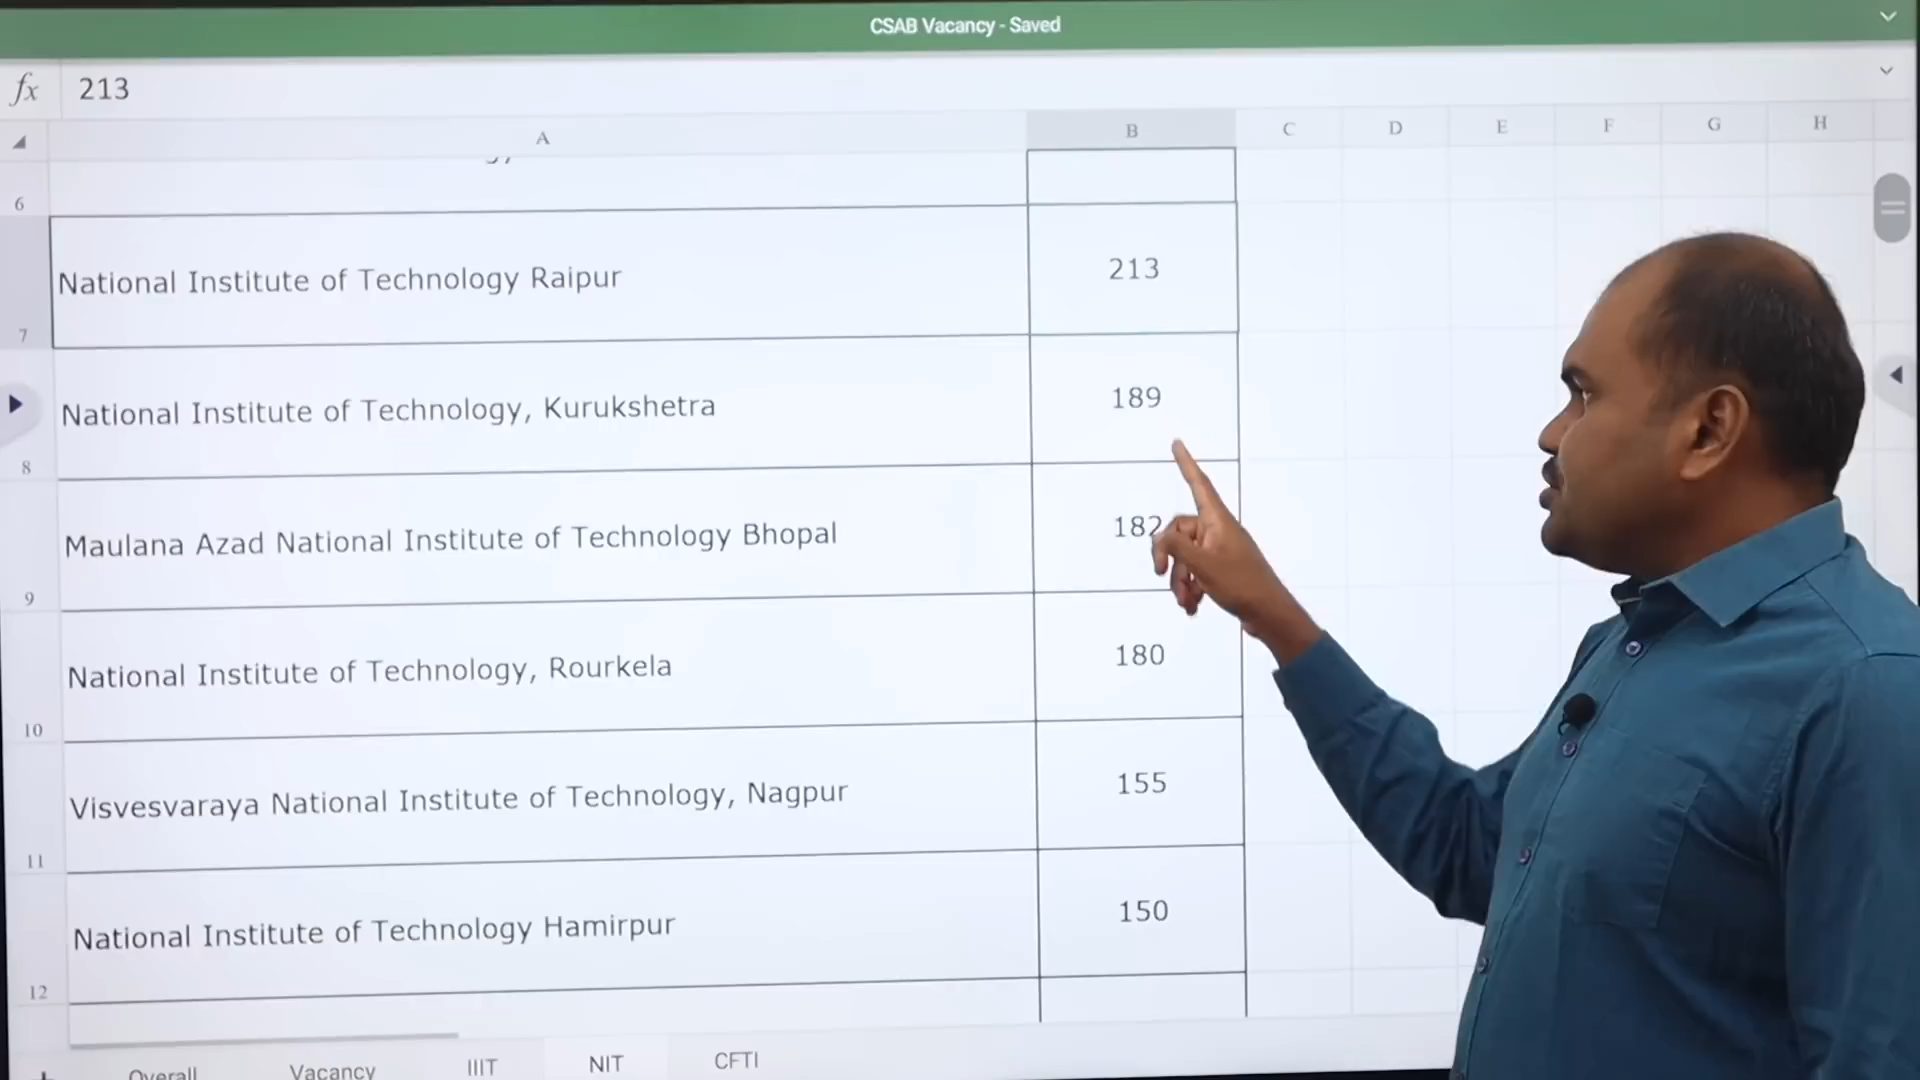 CSAB Vacancy - Saved
fx 213
A B C D E F G H
6
7 National Institute of Technology Raipur 213
8 National Institute of Technology, Kurukshetra 189
9 Maulana Azad National Institute of Technology Bhopal 182
10 National Institute of Technology, Rourkela 180
11 Visvesvaraya National Institute of Technology, Nagpur 155
12 National Institute of Technology Hamirpur 150
+ Overall Vacancy IIIT NIT CFTI